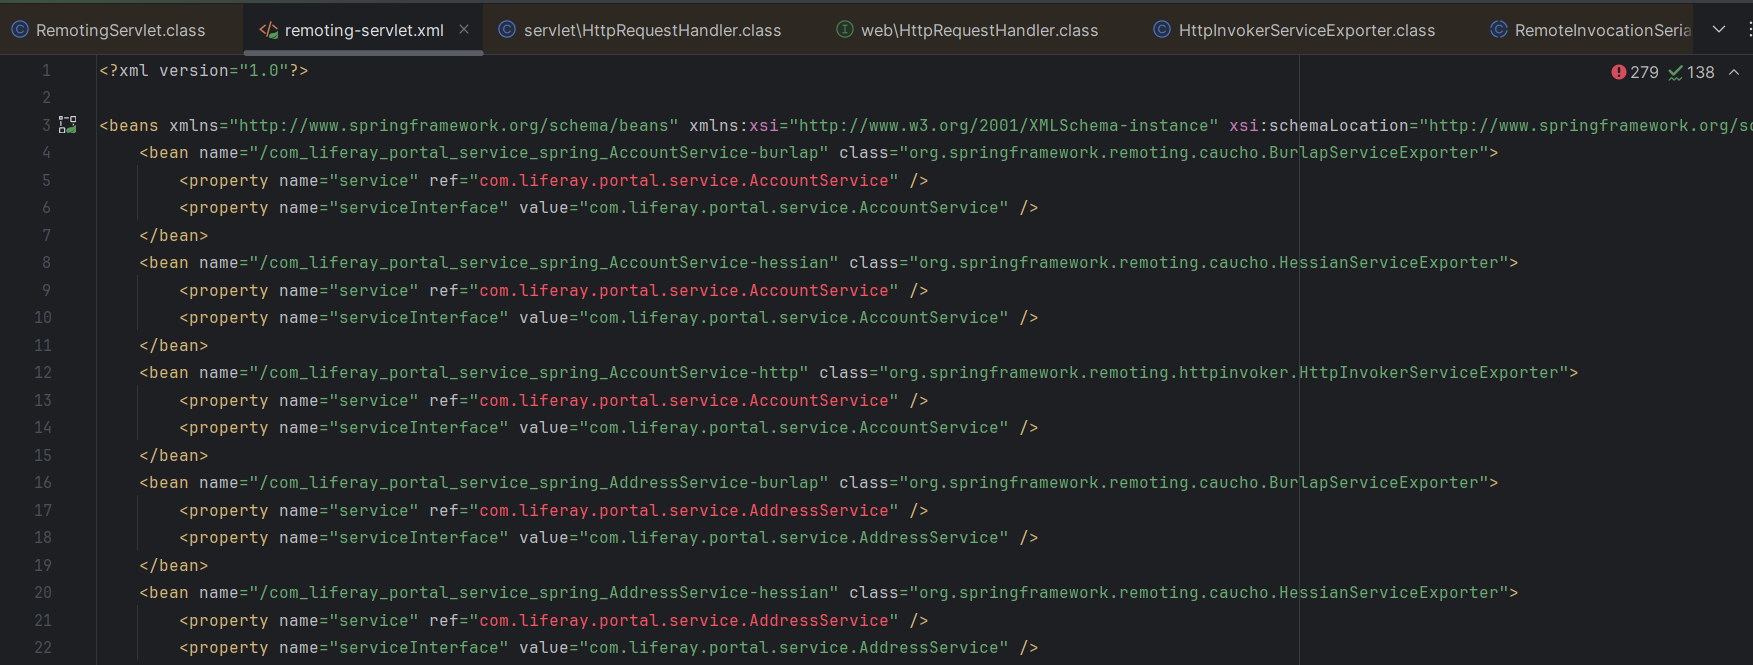 RemotingServlet.class remoting-servlet.xml servlet\HttpRequestHandler.class web\HttpRequestHandler.class HttpInvokerServiceExporter.class RemoteInvocationSeria
279 138
1 <?xml version="1.0"?>
2
3 <beans xmlns="http://www.springframework.org/schema/beans" xmlns:xsi="http://www.w3.org/2001/XMLSchema-instance" xsi:schemaLocation="http://www.springframework.org/sc
4 <bean name="/com_liferay_portal_service_spring_AccountService-burlap" class="org.springframework.remoting.caucho.BurlapServiceExporter">
5 <property name="service" ref="com.liferay.portal.service.AccountService" />
6 <property name="serviceInterface" value="com.liferay.portal.service.AccountService" />
7 </bean>
8 <bean name="/com_liferay_portal_service_spring_AccountService-hessian" class="org.springframework.remoting.caucho.HessianServiceExporter">
9 <property name="service" ref="com.liferay.portal.service.AccountService" />
10 <property name="serviceInterface" value="com.liferay.portal.service.AccountService" />
11 </bean>
12 <bean name="/com_liferay_portal_service_spring_AccountService-http" class="org.springframework.remoting.httpinvoker.HttpInvokerServiceExporter">
13 <property name="service" ref="com.liferay.portal.service.AccountService" />
14 <property name="serviceInterface" value="com.liferay.portal.service.AccountService" />
15 </bean>
16 <bean name="/com_liferay_portal_service_spring_AddressService-burlap" class="org.springframework.remoting.caucho.BurlapServiceExporter">
17 <property name="service" ref="com.liferay.portal.service.AddressService" />
18 <property name="serviceInterface" value="com.liferay.portal.service.AddressService" />
19 </bean>
20 <bean name="/com_liferay_portal_service_spring_AddressService-hessian" class="org.springframework.remoting.caucho.HessianServiceExporter">
21 <property name="service" ref="com.liferay.portal.service.AddressService" />
22 <property name="serviceInterface" value="com.liferay.portal.service.AddressService" />